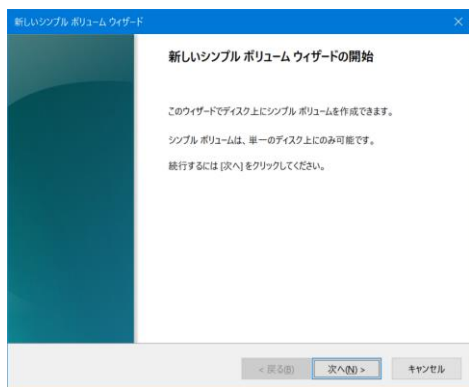 新しいシンプル ボリューム ウィザード
新しいシンプル ボリューム ウィザードの開始
このウィザードでディスク上にシンプル ボリュームを作成できます。
シンプル ボリュームは、単一のディスク上にのみ可能です。
続行するには [次へ] をクリックしてください。
< 戻る(B) 次へ(N) > キャンセル